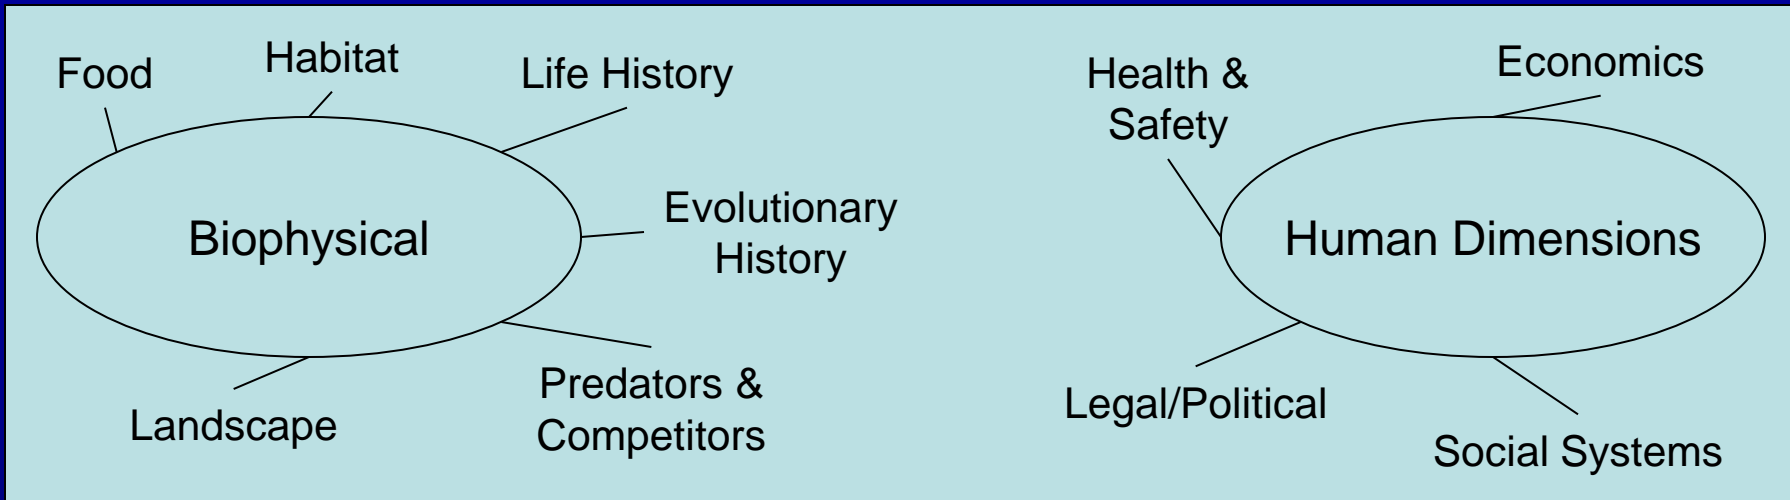 Food
Habitat
Life History
Biophysical
Evolutionary
History
Landscape
Predators &
Competitors
Health &
Safety
Economics
Human Dimensions
Legal/Political
Social Systems